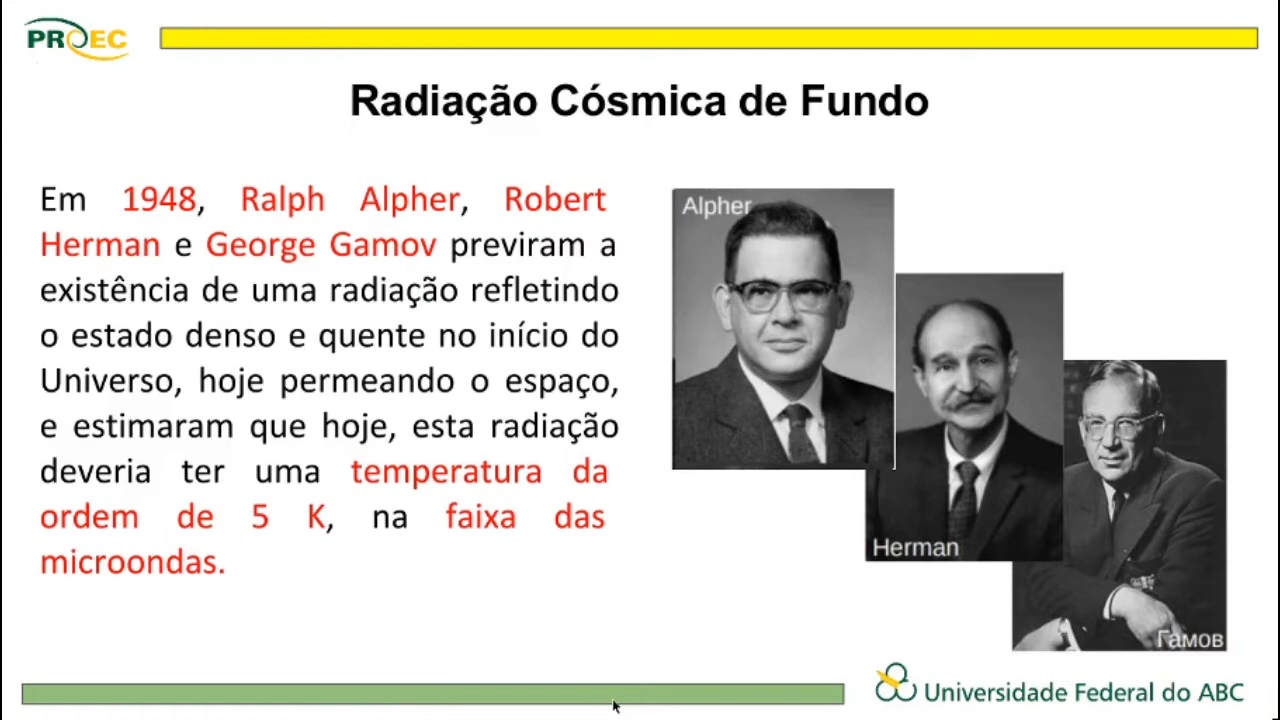 PROEC
Radiação Cósmica de Fundo
Em 1948, Ralph Alpher, Robert
Herman e George Gamov previram a
existência de uma radiação refletindo
o estado denso e quente no início do
Universo, hoje permeando o espaço,
e estimaram que hoje, esta radiação
deveria ter uma temperatura da
ordem de 5 K, na faixa das
microondas.
Alpher
Herman
Гамов
Universidade Federal do ABC